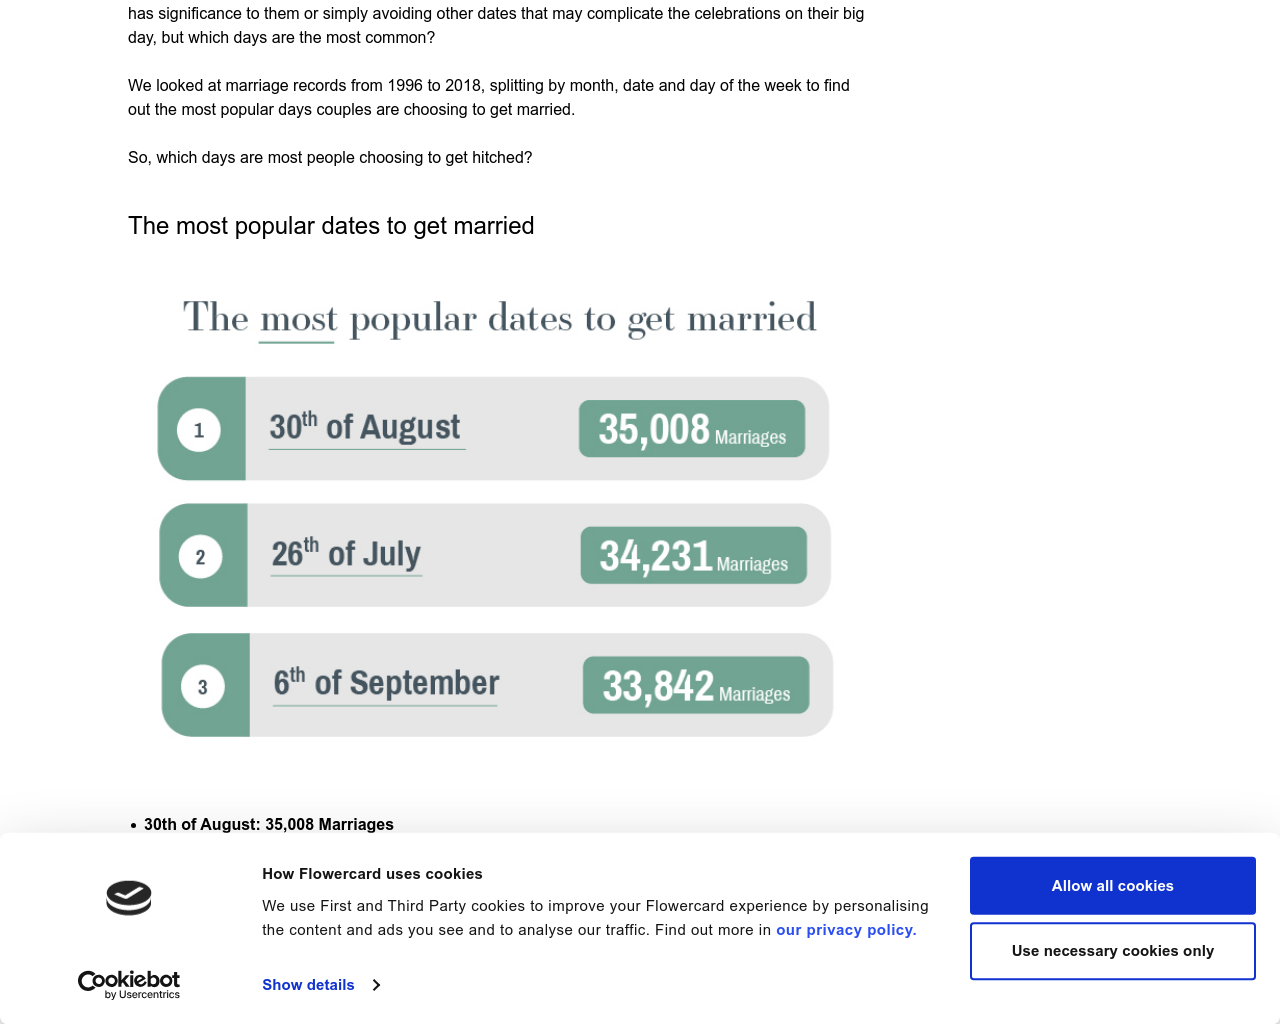 has significance to them or simply avoiding other dates that may complicate the celebrations on their big
day, but which days are the most common?
We looked at marriage records from 1996 to 2018, splitting by month, date and day of the week to find
out the most popular days couples are choosing to get married.
So, which days are most people choosing to get hitched?
The most popular dates to get married
The most popular dates to get married
1 30th of August 35,008 Marriages
2 26th of July 34,231 Marriages
3 6th of September 33,842 Marriages
• 30th of August: 35,008 Marriages
How Flowercard uses cookies
We use First and Third Party cookies to improve your Flowercard experience by personalising
the content and ads you see and to analyse our traffic. Find out more in our privacy policy.
Show details
Allow all cookies
Use necessary cookies only
Cookiebot
by Usercentrics